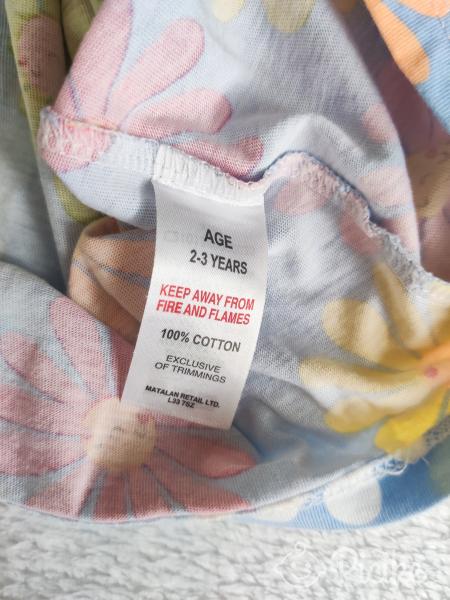 AGE
2-3 YEARS
KEEP AWAY FROM
FIRE AND FLAMES
100% COTTON
EXCLUSIVE
OF TRIMMINGS
MATALAN RETAIL LTD.
L33 7SZ